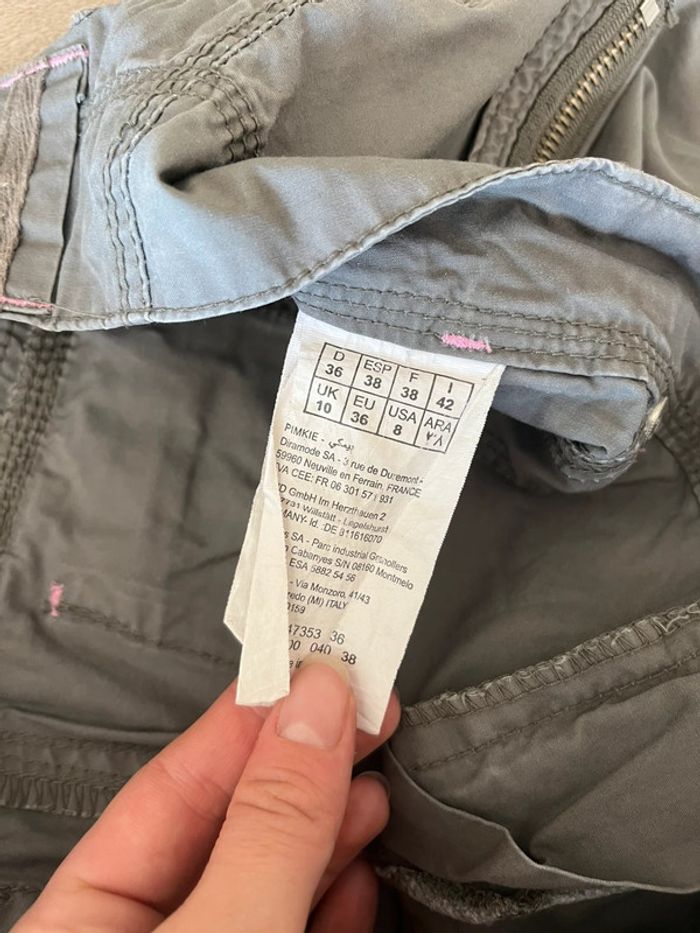 D 36 ESP 38 F 38 I 42
UK 10 EU 36 USA 8 ARA ٣٨
PIMKIE - بيمكي
Diramode SA - 3 rue de
59960 Neuville en Ferrain, FRANCE
VA CEE: FR 06 301 57 931
D GmbH Im Herzthauen 2
Willstätt - Legelshurst
MANY- Id. :DE 811616070
s SA - Parc industrial Granollers
Cabanyes S/N 08160 Montmelo
ESA 5882 54 56
- Via Monzoro, 41/43
redo (MI) ITALY
0159
47353 36
00 040 38